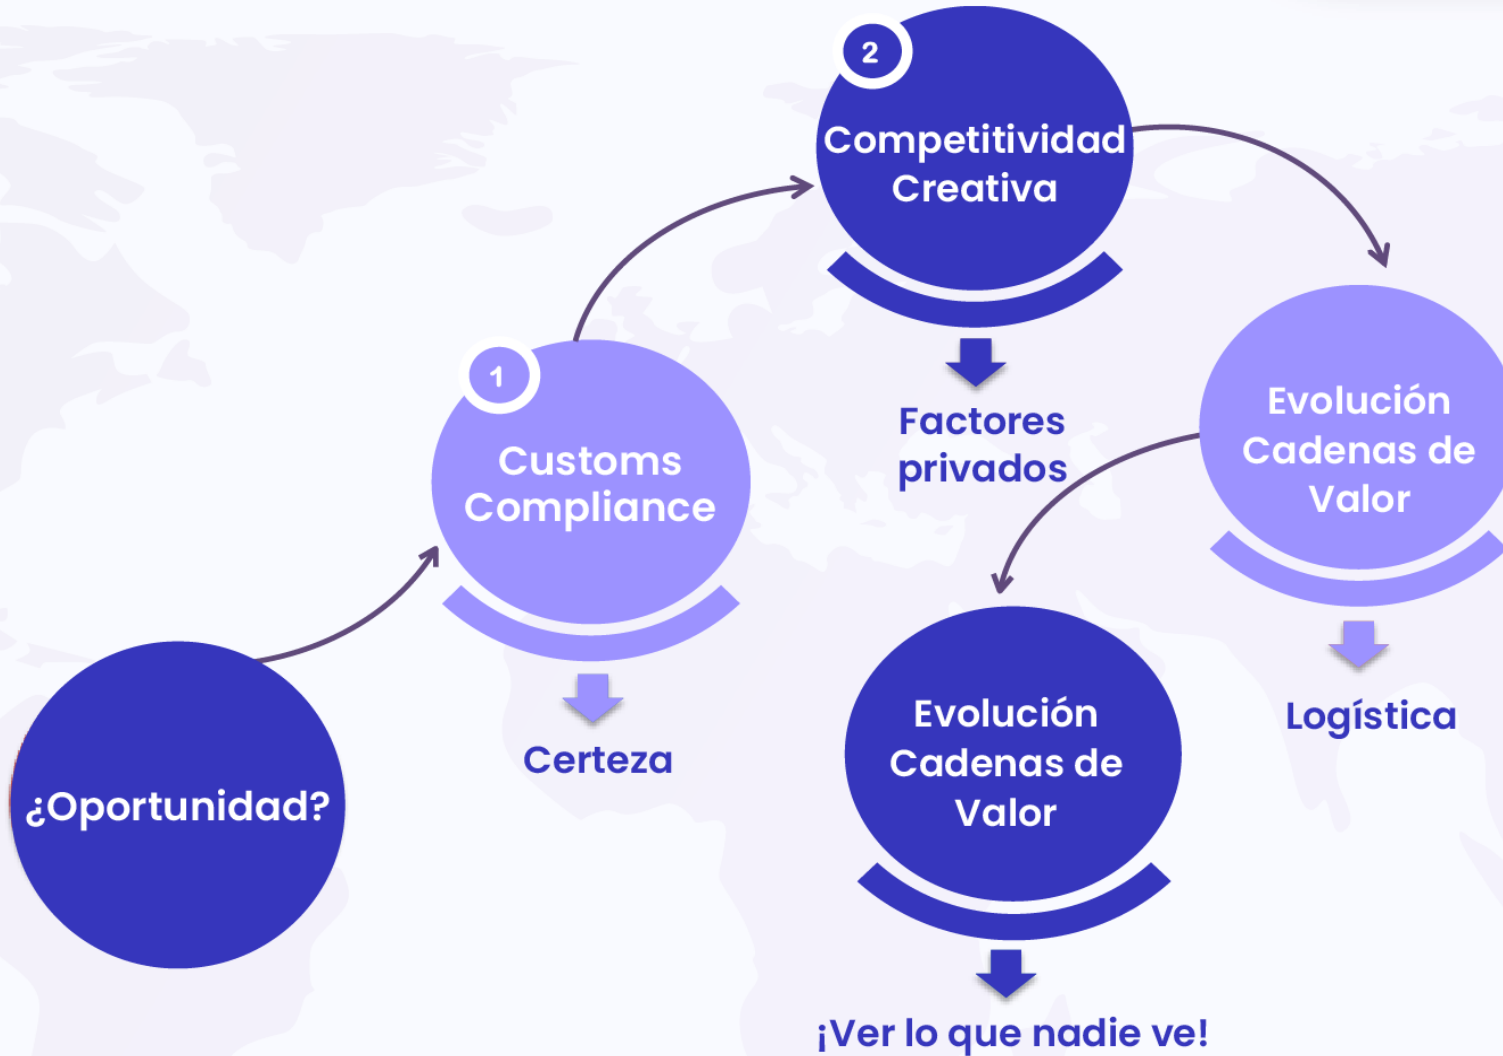 ¿Oportunidad?
1
Customs
Compliance
Certeza
2
Competitividad
Creativa
Factores
privados
Evolución
Cadenas de
Valor
Logística
Evolución
Cadenas de
Valor
¡Ver lo que nadie ve!